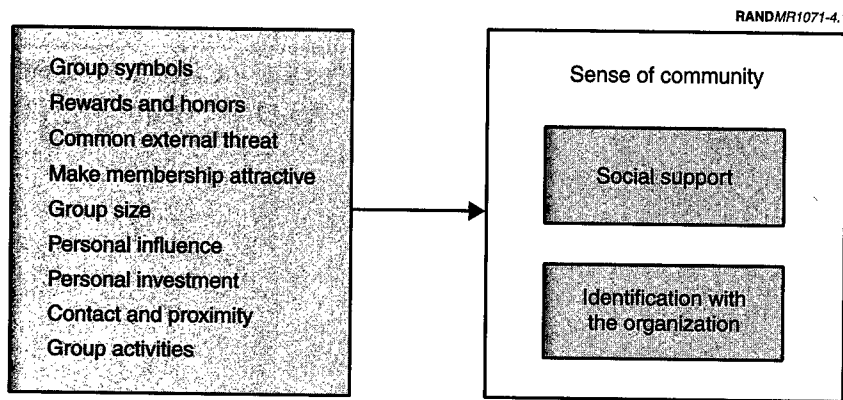 RANDMR1071-4.
Group symbols
Rewards and honors
Common external threat
Make membership attractive
Group size
Personal influence
Personal investment
Contact and proximity
Group activities
Sense of community
Social support
Identification with
the organization